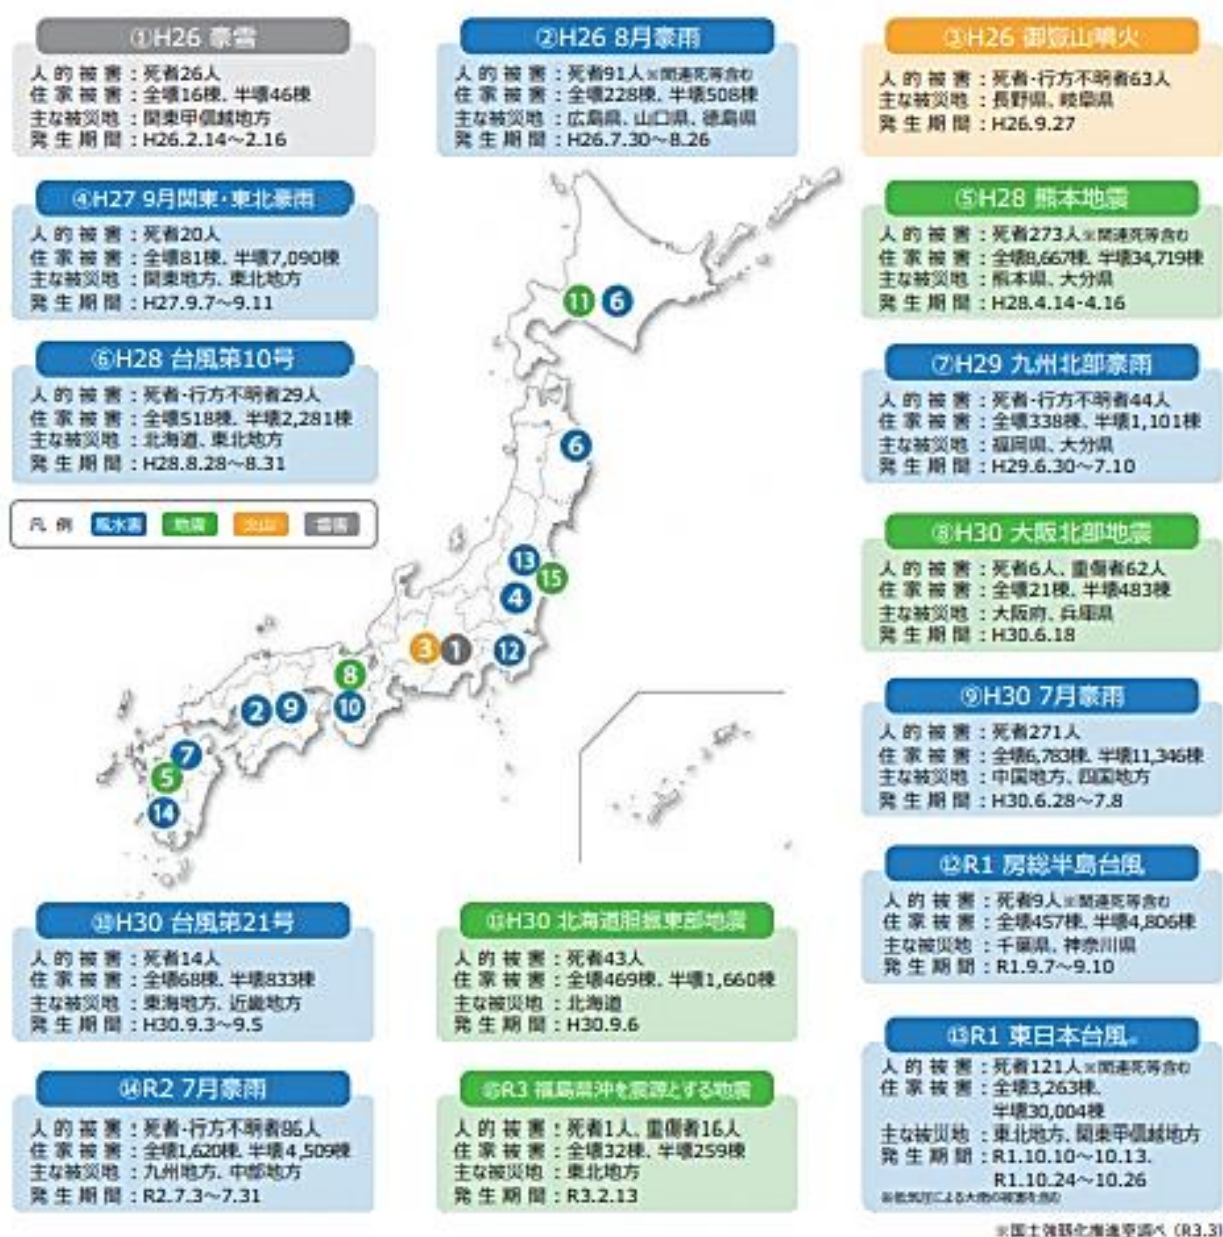 ①H26 豪雪
人的被害：死者26人
住家被害：全壊16棟、半壊46棟
主な被災地：関東甲信越地方
発生期間：H26.2.14～2.16
②H26 8月豪雨
人的被害：死者91人※関連死等含む
住家被害：全壊228棟、半壊508棟
主な被災地：広島県、山口県、徳島県
発生期間：H26.7.30～8.26
③H26 御嶽山噴火
人的被害：死者・行方不明者63人
主な被災地：長野県、岐阜県
発生期間：H26.9.27
④H27 9月関東・東北豪雨
人的被害：死者20人
住家被害：全壊81棟、半壊7,090棟
主な被災地：関東地方、東北地方
発生期間：H27.9.7～9.11
⑤H28 熊本地震
人的被害：死者273人※関連死等含む
住家被害：全壊8,667棟、半壊34,719棟
主な被災地：熊本県、大分県
発生期間：H28.4.14・4.16
⑥H28 台風第10号
人的被害：死者・行方不明者29人
住家被害：全壊518棟、半壊2,281棟
主な被災地：北海道、東北地方
発生期間：H28.8.28～8.31
⑦H29 九州北部豪雨
人的被害：死者・行方不明者44人
住家被害：全壊338棟、半壊1,101棟
主な被災地：福岡県、大分県
発生期間：H29.6.30～7.10
凡例 風水害 地震 火山 雪害
⑧H30 大阪北部地震
人的被害：死者6人、重傷者62人
住家被害：全壊21棟、半壊483棟
主な被災地：大阪府、兵庫県
発生期間：H30.6.18
⑨H30 7月豪雨
人的被害：死者271人
住家被害：全壊6,783棟、半壊11,346棟
主な被災地：中国地方、四国地方
発生期間：H30.6.28～7.8
11 6
6
13
15
4
3 1 12
8
2 9 10
7
5
14
⑩H30 台風第21号
人的被害：死者14人
住家被害：全壊68棟、半壊833棟
主な被災地：東海地方、近畿地方
発生期間：H30.9.3～9.5
⑪H30 北海道胆振東部地震
人的被害：死者43人
住家被害：全壊469棟、半壊1,660棟
主な被災地：北海道
発生期間：H30.9.6
⑫R1 房総半島台風
人的被害：死者9人※関連死等含む
住家被害：全壊457棟、半壊4,806棟
主な被災地：千葉県、神奈川県
発生期間：R1.9.7～9.10
⑬R1 東日本台風※
人的被害：死者121人※関連死等含む
住家被害：全壊3,263棟、
半壊30,004棟
主な被災地：東北地方、関東甲信越地方
発生期間：R1.10.10～10.13、
R1.10.24～10.26
※低気圧による大雨の被害を含む
⑭R2 7月豪雨
人的被害：死者・行方不明者86人
住家被害：全壊1,620棟、半壊4,509棟
主な被災地：九州地方、中部地方
発生期間：R2.7.3～7.31
⑮R3 福島県沖を震源とする地震
人的被害：死者1人、重傷者16人
住家被害：全壊32棟、半壊259棟
主な被災地：東北地方
発生期間：R3.2.13
※国土強靱化推進室調べ（R3.3）